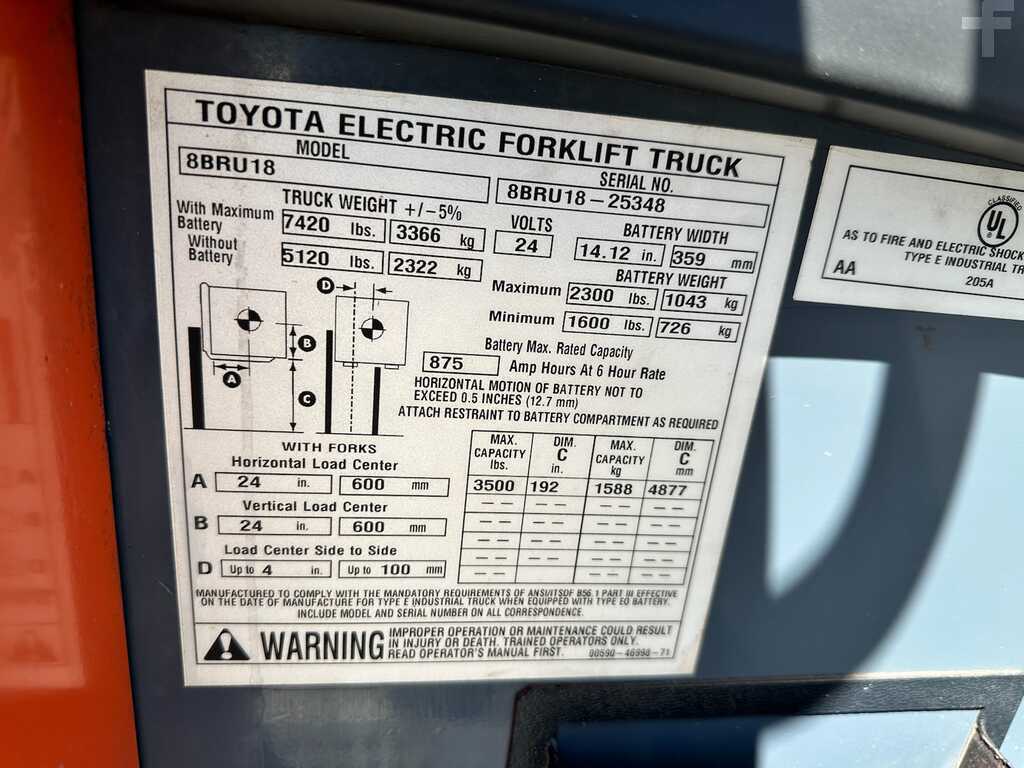 TOYOTA ELECTRIC FORKLIFT TRUCK
MODEL
8BRU18
SERIAL NO.
8BRU18-25348
TRUCK WEIGHT +/-5%
With Maximum Battery 7420 lbs. 3366 kg
Without Battery 5120 lbs. 2322 kg
VOLTS
24
BATTERY WIDTH
14.12 in. 359 mm
BATTERY WEIGHT
Maximum 2300 lbs. 1043 kg
Minimum 1600 lbs. 726 kg
Battery Max. Rated Capacity
875 Amp Hours At 6 Hour Rate
HORIZONTAL MOTION OF BATTERY NOT TO
EXCEED 0.5 INCHES (12.7 mm)
ATTACH RESTRAINT TO BATTERY COMPARTMENT AS REQUIRED
D
B
A
C
WITH FORKS
Horizontal Load Center
A 24 in. 600 mm
Vertical Load Center
B 24 in. 600 mm
Load Center Side to Side
D Up to 4 in. Up to 100 mm
MAX. CAPACITY lbs. DIM. C in. MAX. CAPACITY kg DIM. C mm
3500 192 1588 4877
-- -- -- --
-- -- -- --
-- -- -- --
-- -- -- --
MANUFACTURED TO COMPLY WITH THE MANDATORY REQUIREMENTS OF ANSI/ITSDF B56.1 PART III EFFECTIVE
ON THE DATE OF MANUFACTURE FOR TYPE E INDUSTRIAL TRUCK WHEN EQUIPPED WITH TYPE EO BATTERY.
INCLUDE MODEL AND SERIAL NUMBER ON ALL CORRESPONDENCE.
WARNING
IMPROPER OPERATION OR MAINTENANCE COULD RESULT
IN INJURY OR DEATH. TRAINED OPERATORS ONLY.
READ OPERATOR'S MANUAL FIRST. 00590-46998-71
CLASSIFIED
UL
®
AS TO FIRE AND ELECTRIC SHOCK
TYPE E INDUSTRIAL TR
AA
205A
f